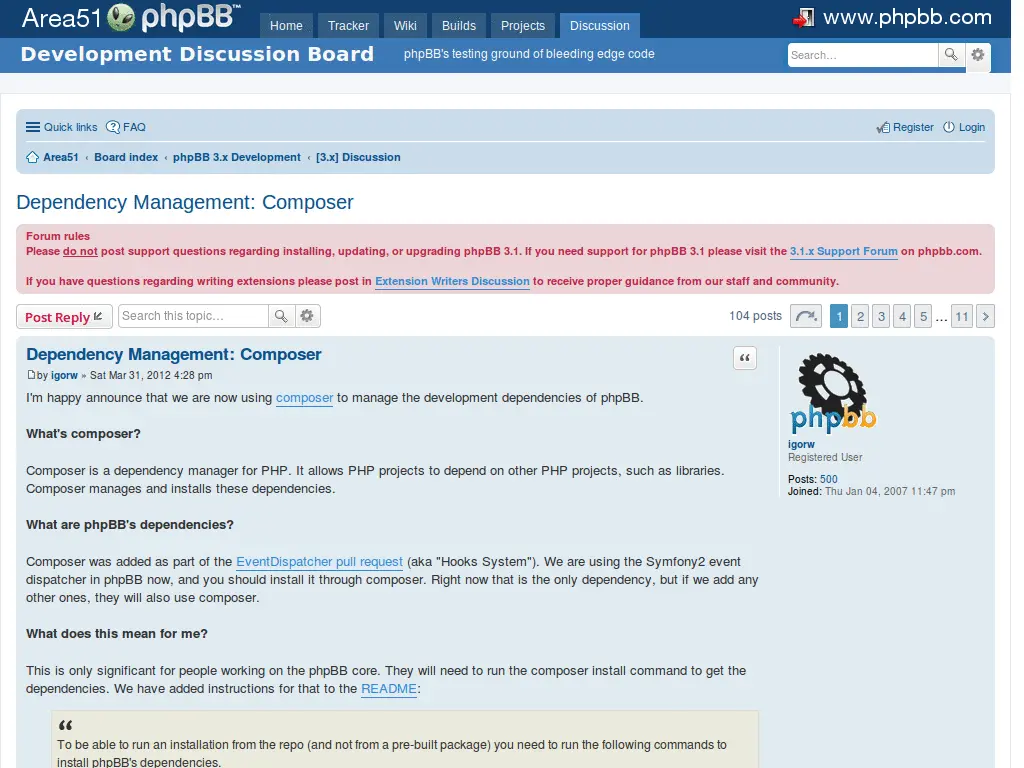 Area51 phpBB™
Home Tracker Wiki Builds Projects Discussion
www.phpbb.com
Development Discussion Board phpBB's testing ground of bleeding edge code
Search…
Quick links FAQ Register Login
Area51 ‹ Board index ‹ phpBB 3.x Development ‹ [3.x] Discussion
Dependency Management: Composer
Forum rules
Please do not post support questions regarding installing, updating, or upgrading phpBB 3.1. If you need support for phpBB 3.1 please visit the 3.1.x Support Forum on phpbb.com.
If you have questions regarding writing extensions please post in Extension Writers Discussion to receive proper guidance from our staff and community.
Post Reply Search this topic… 104 posts 1 2 3 4 5 … 11
Dependency Management: Composer
by igorw » Sat Mar 31, 2012 4:28 pm
I'm happy announce that we are now using composer to manage the development dependencies of phpBB.
What's composer?
Composer is a dependency manager for PHP. It allows PHP projects to depend on other PHP projects, such as libraries.
Composer manages and installs these dependencies.
What are phpBB's dependencies?
Composer was added as part of the EventDispatcher pull request (aka "Hooks System"). We are using the Symfony2 event
dispatcher in phpBB now, and you should install it through composer. Right now that is the only dependency, but if we add any
other ones, they will also use composer.
What does this mean for me?
This is only significant for people working on the phpBB core. They will need to run the composer install command to get the
dependencies. We have added instructions for that to the README:
To be able to run an installation from the repo (and not from a pre-built package) you need to run the following commands to
install phpBB's dependencies.
phpbb
igorw
Registered User
Posts: 500
Joined: Thu Jan 04, 2007 11:47 pm